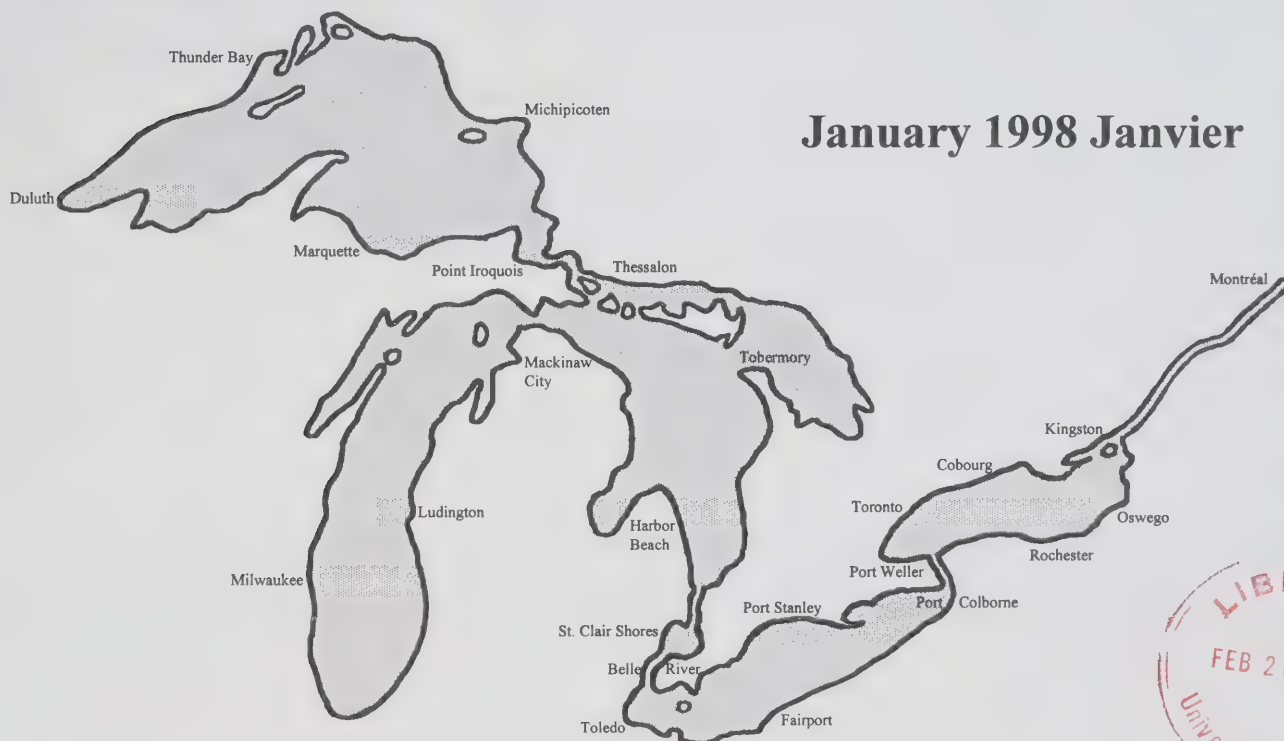 Thunder Bay
Michipicoten
January 1998 Janvier
Duluth
Marquette
Point Iroquois
Thessalon
Montréal
Mackinaw
City
Tobermory
Kingston
Cobourg
Ludington
Toronto
Harbor
Beach
Oswego
Rochester
Milwaukee
Port Weller
Port Colborne
Port Stanley
St. Clair Shores
Belle River
Toledo
Fairport
FEB 2